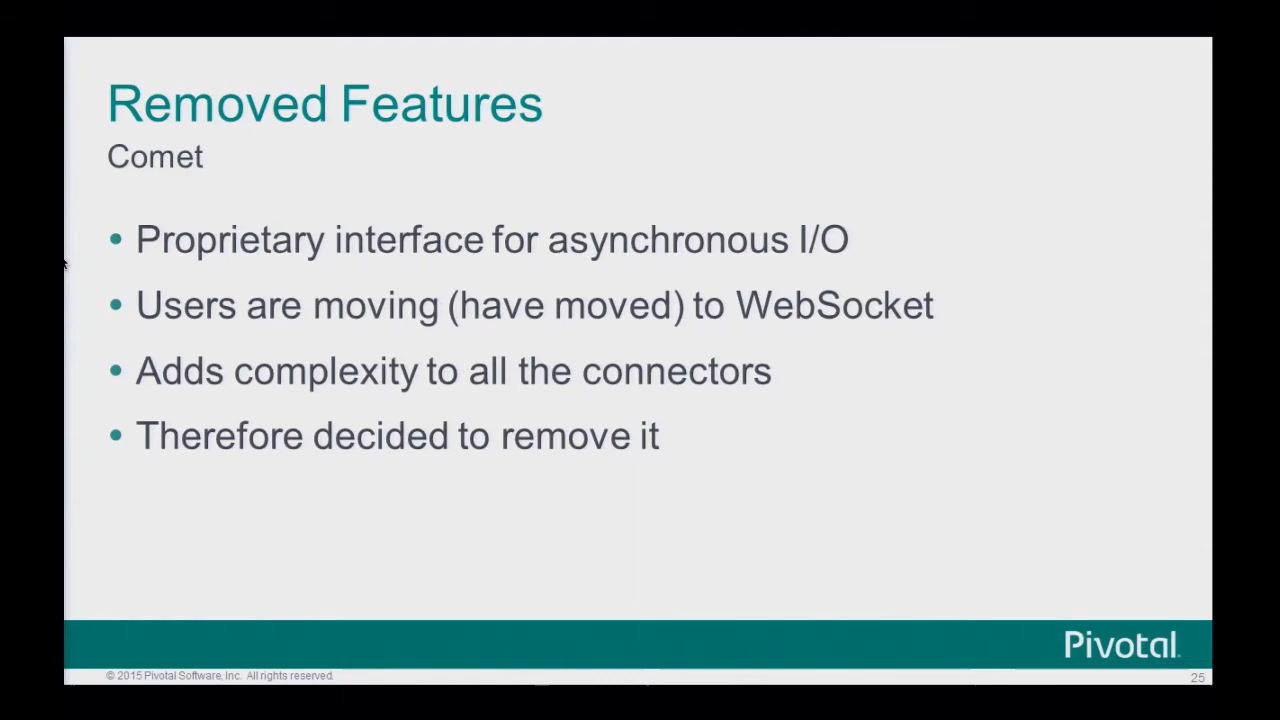 Removed Features
Comet
• Proprietary interface for asynchronous I/O
• Users are moving (have moved) to WebSocket
• Adds complexity to all the connectors
• Therefore decided to remove it
Pivotal
© 2015 Pivotal Software, Inc. All rights reserved.
25